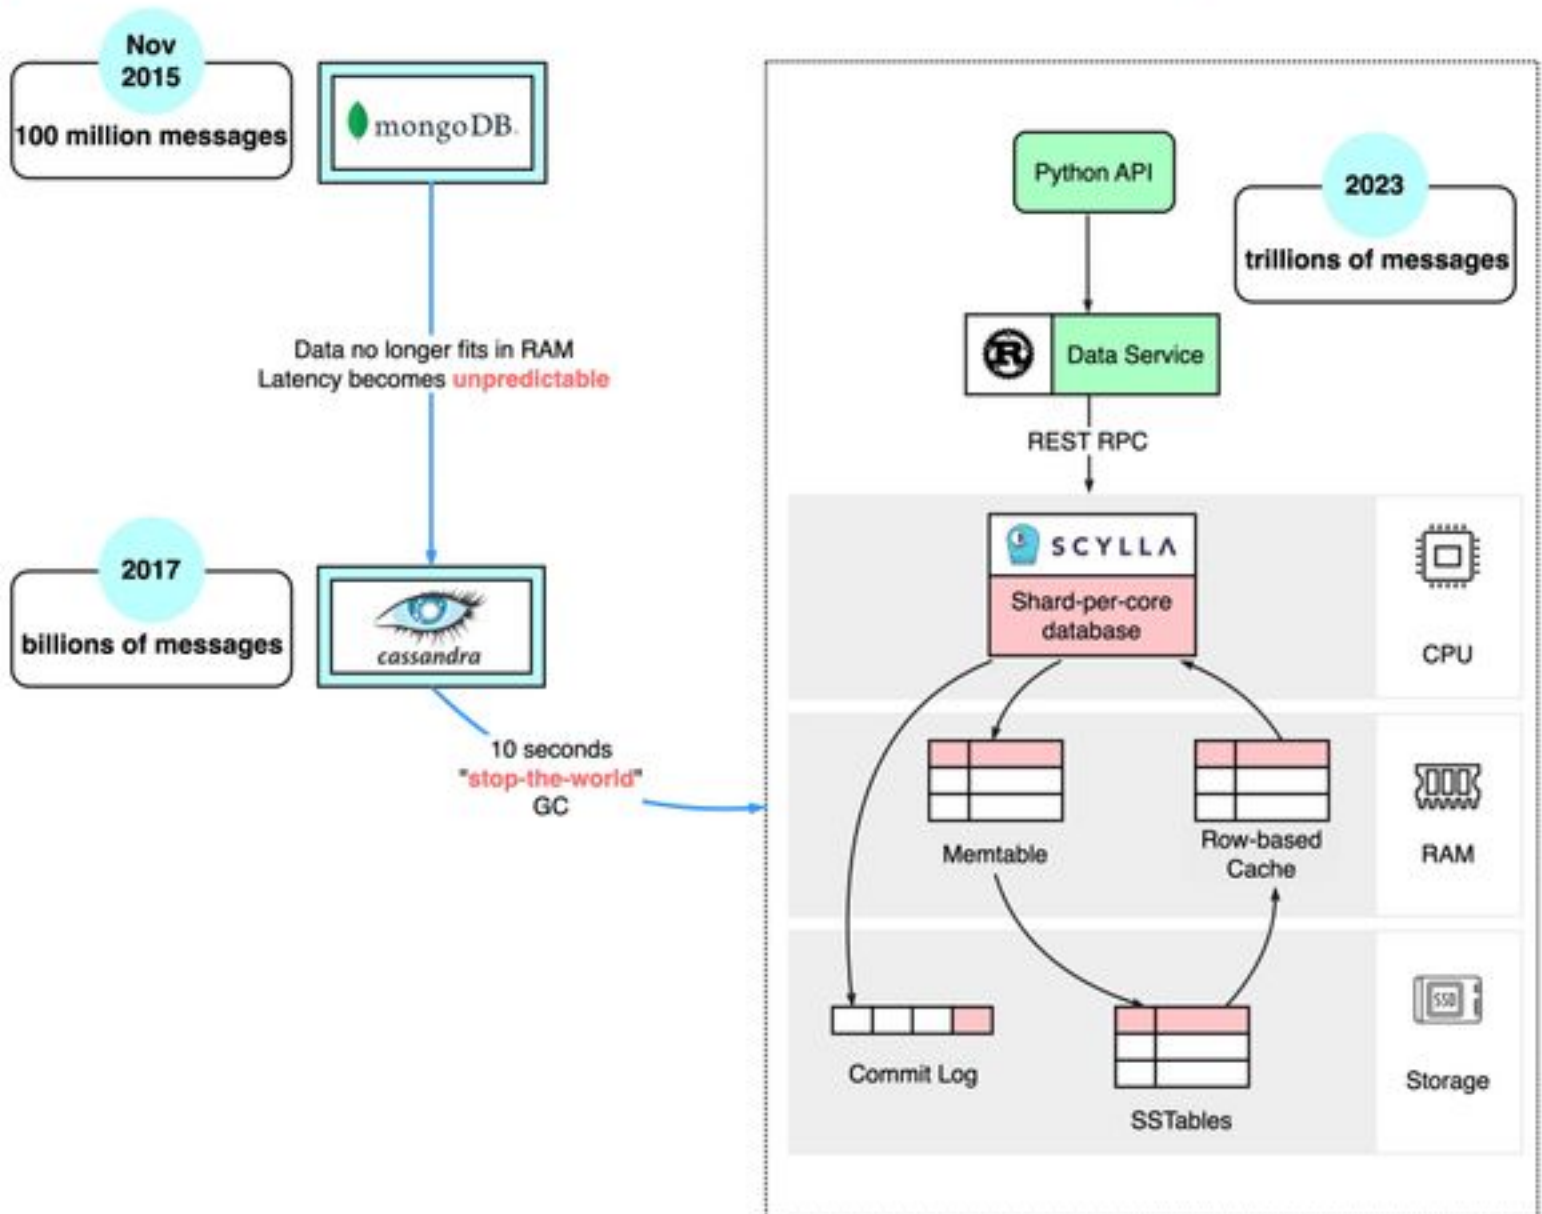 Nov
2015
100 million messages
mongoDB.
Data no longer fits in RAM
Latency becomes unpredictable
2017
billions of messages
cassandra
10 seconds
"stop-the-world"
GC
Python API
2023
trillions of messages
R
Data Service
REST RPC
SCYLLA
Shard-per-core
database
CPU
Memtable
Row-based
Cache
RAM
Commit Log
SSTables
SSD
Storage